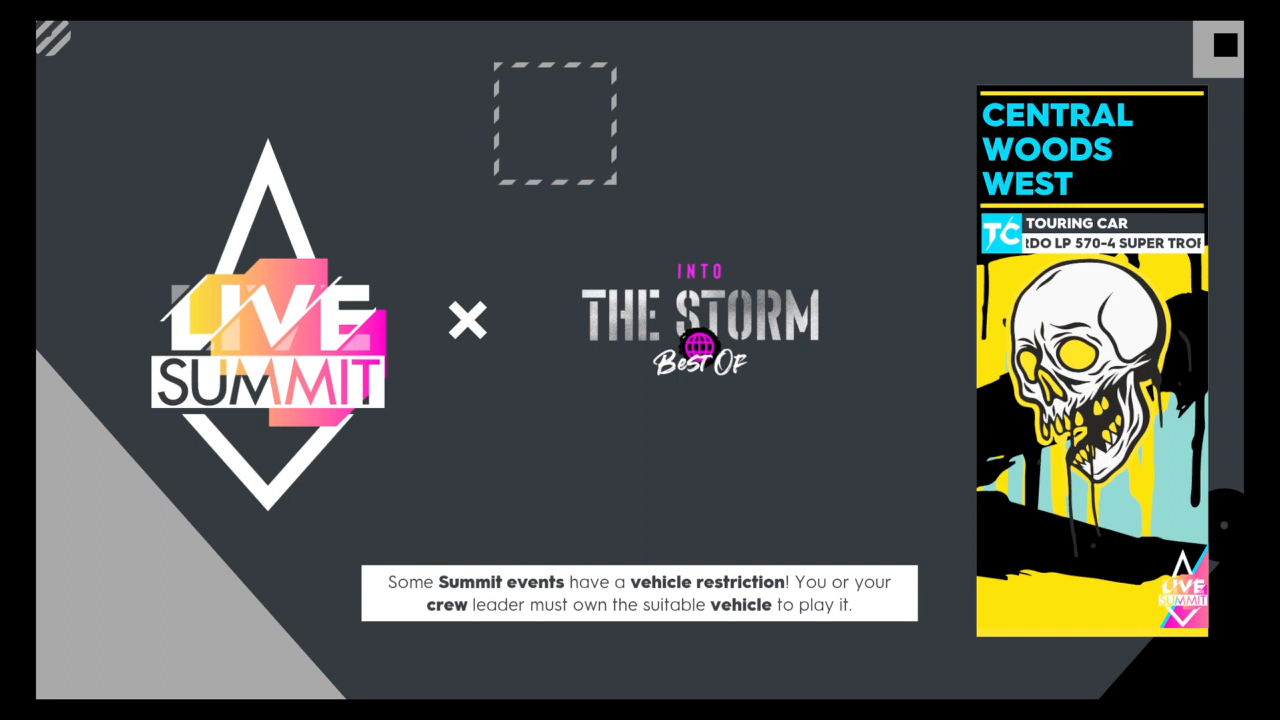 LIVE
SUMMIT
×
INTO
THE STORM
BEST OF
Some Summit events have a vehicle restriction! You or your
crew leader must own the suitable vehicle to play it.
CENTRAL
WOODS
WEST
TC
TOURING CAR
RDO LP 570-4 SUPER TROF
LIVE
SUMMIT